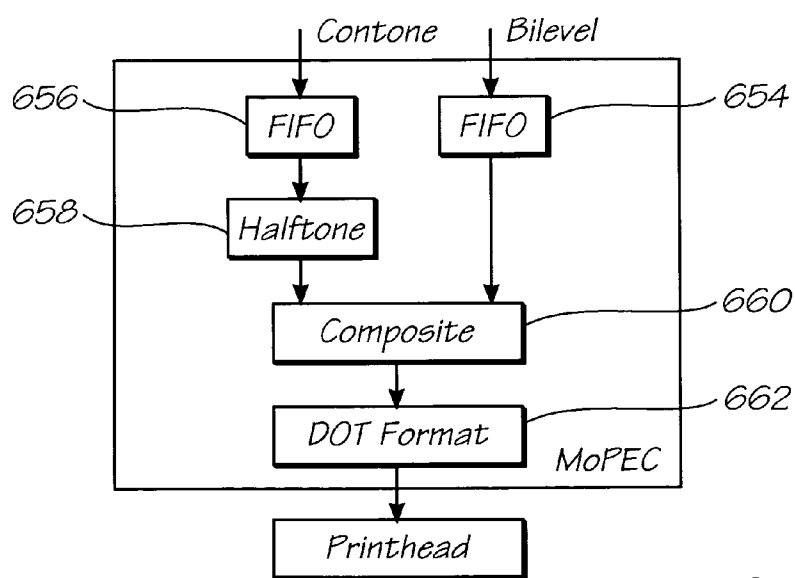 Contone Bilevel
656 FIFO FIFO 654
658 Halftone
Composite 660
DOT Format 662
MoPEC
Printhead